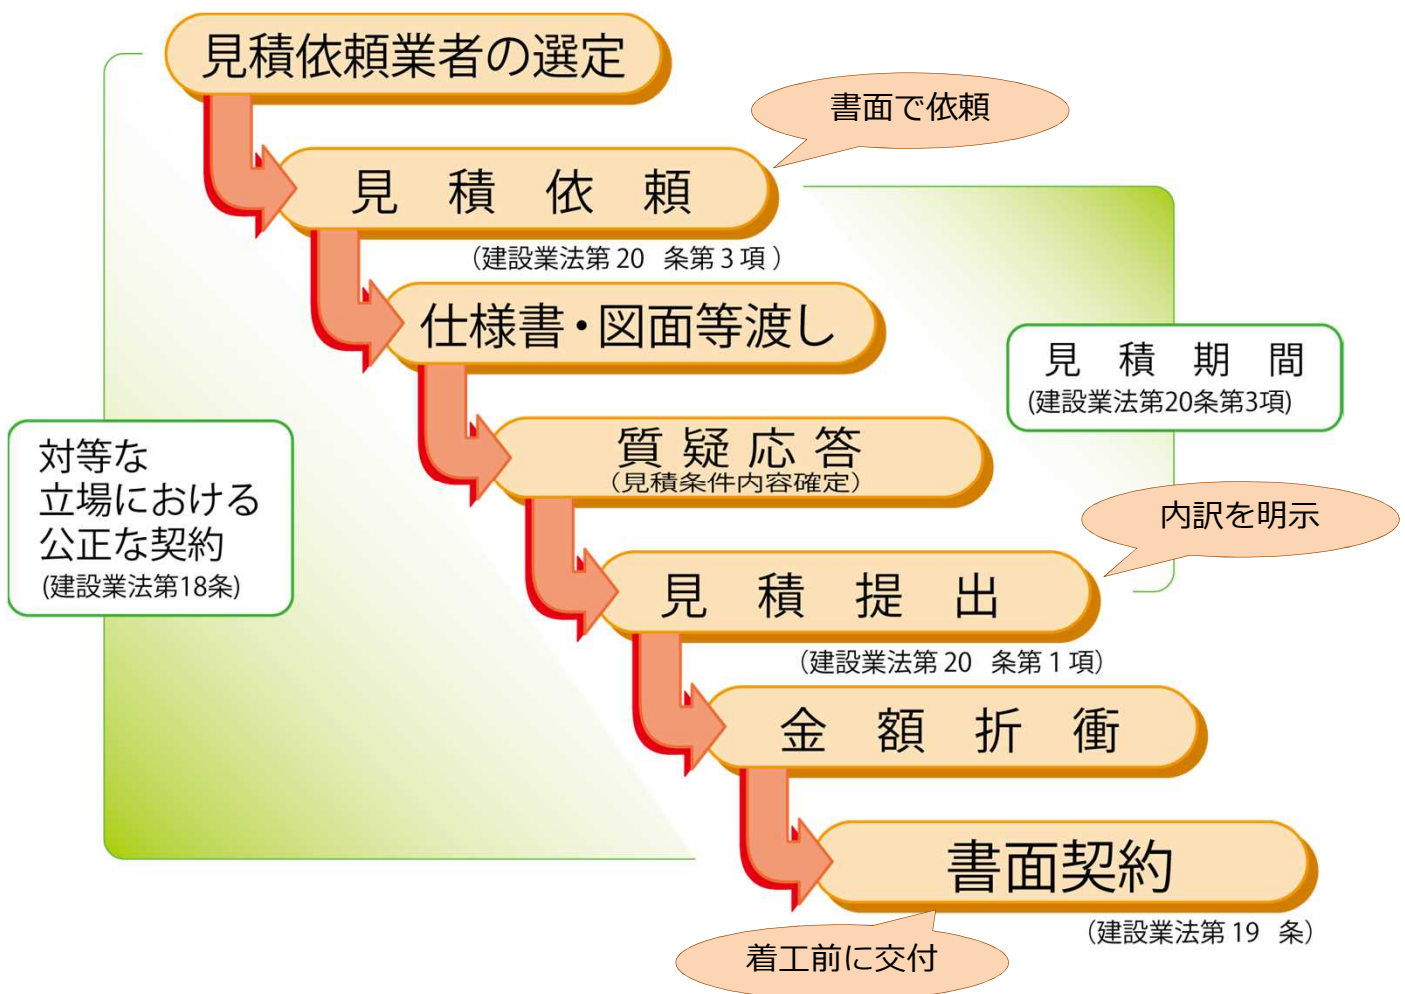 見積依頼業者の選定
書面で依頼
見積依頼
(建設業法第20 条第3項)
仕様書・図面等渡し
見積期間
(建設業法第20条第3項)
対等な
立場における
公正な契約
(建設業法第18条)
質疑応答
(見積条件内容確定)
内訳を明示
見積提出
(建設業法第20 条第1項)
金額折衝
書面契約
(建設業法第19 条)
着工前に交付